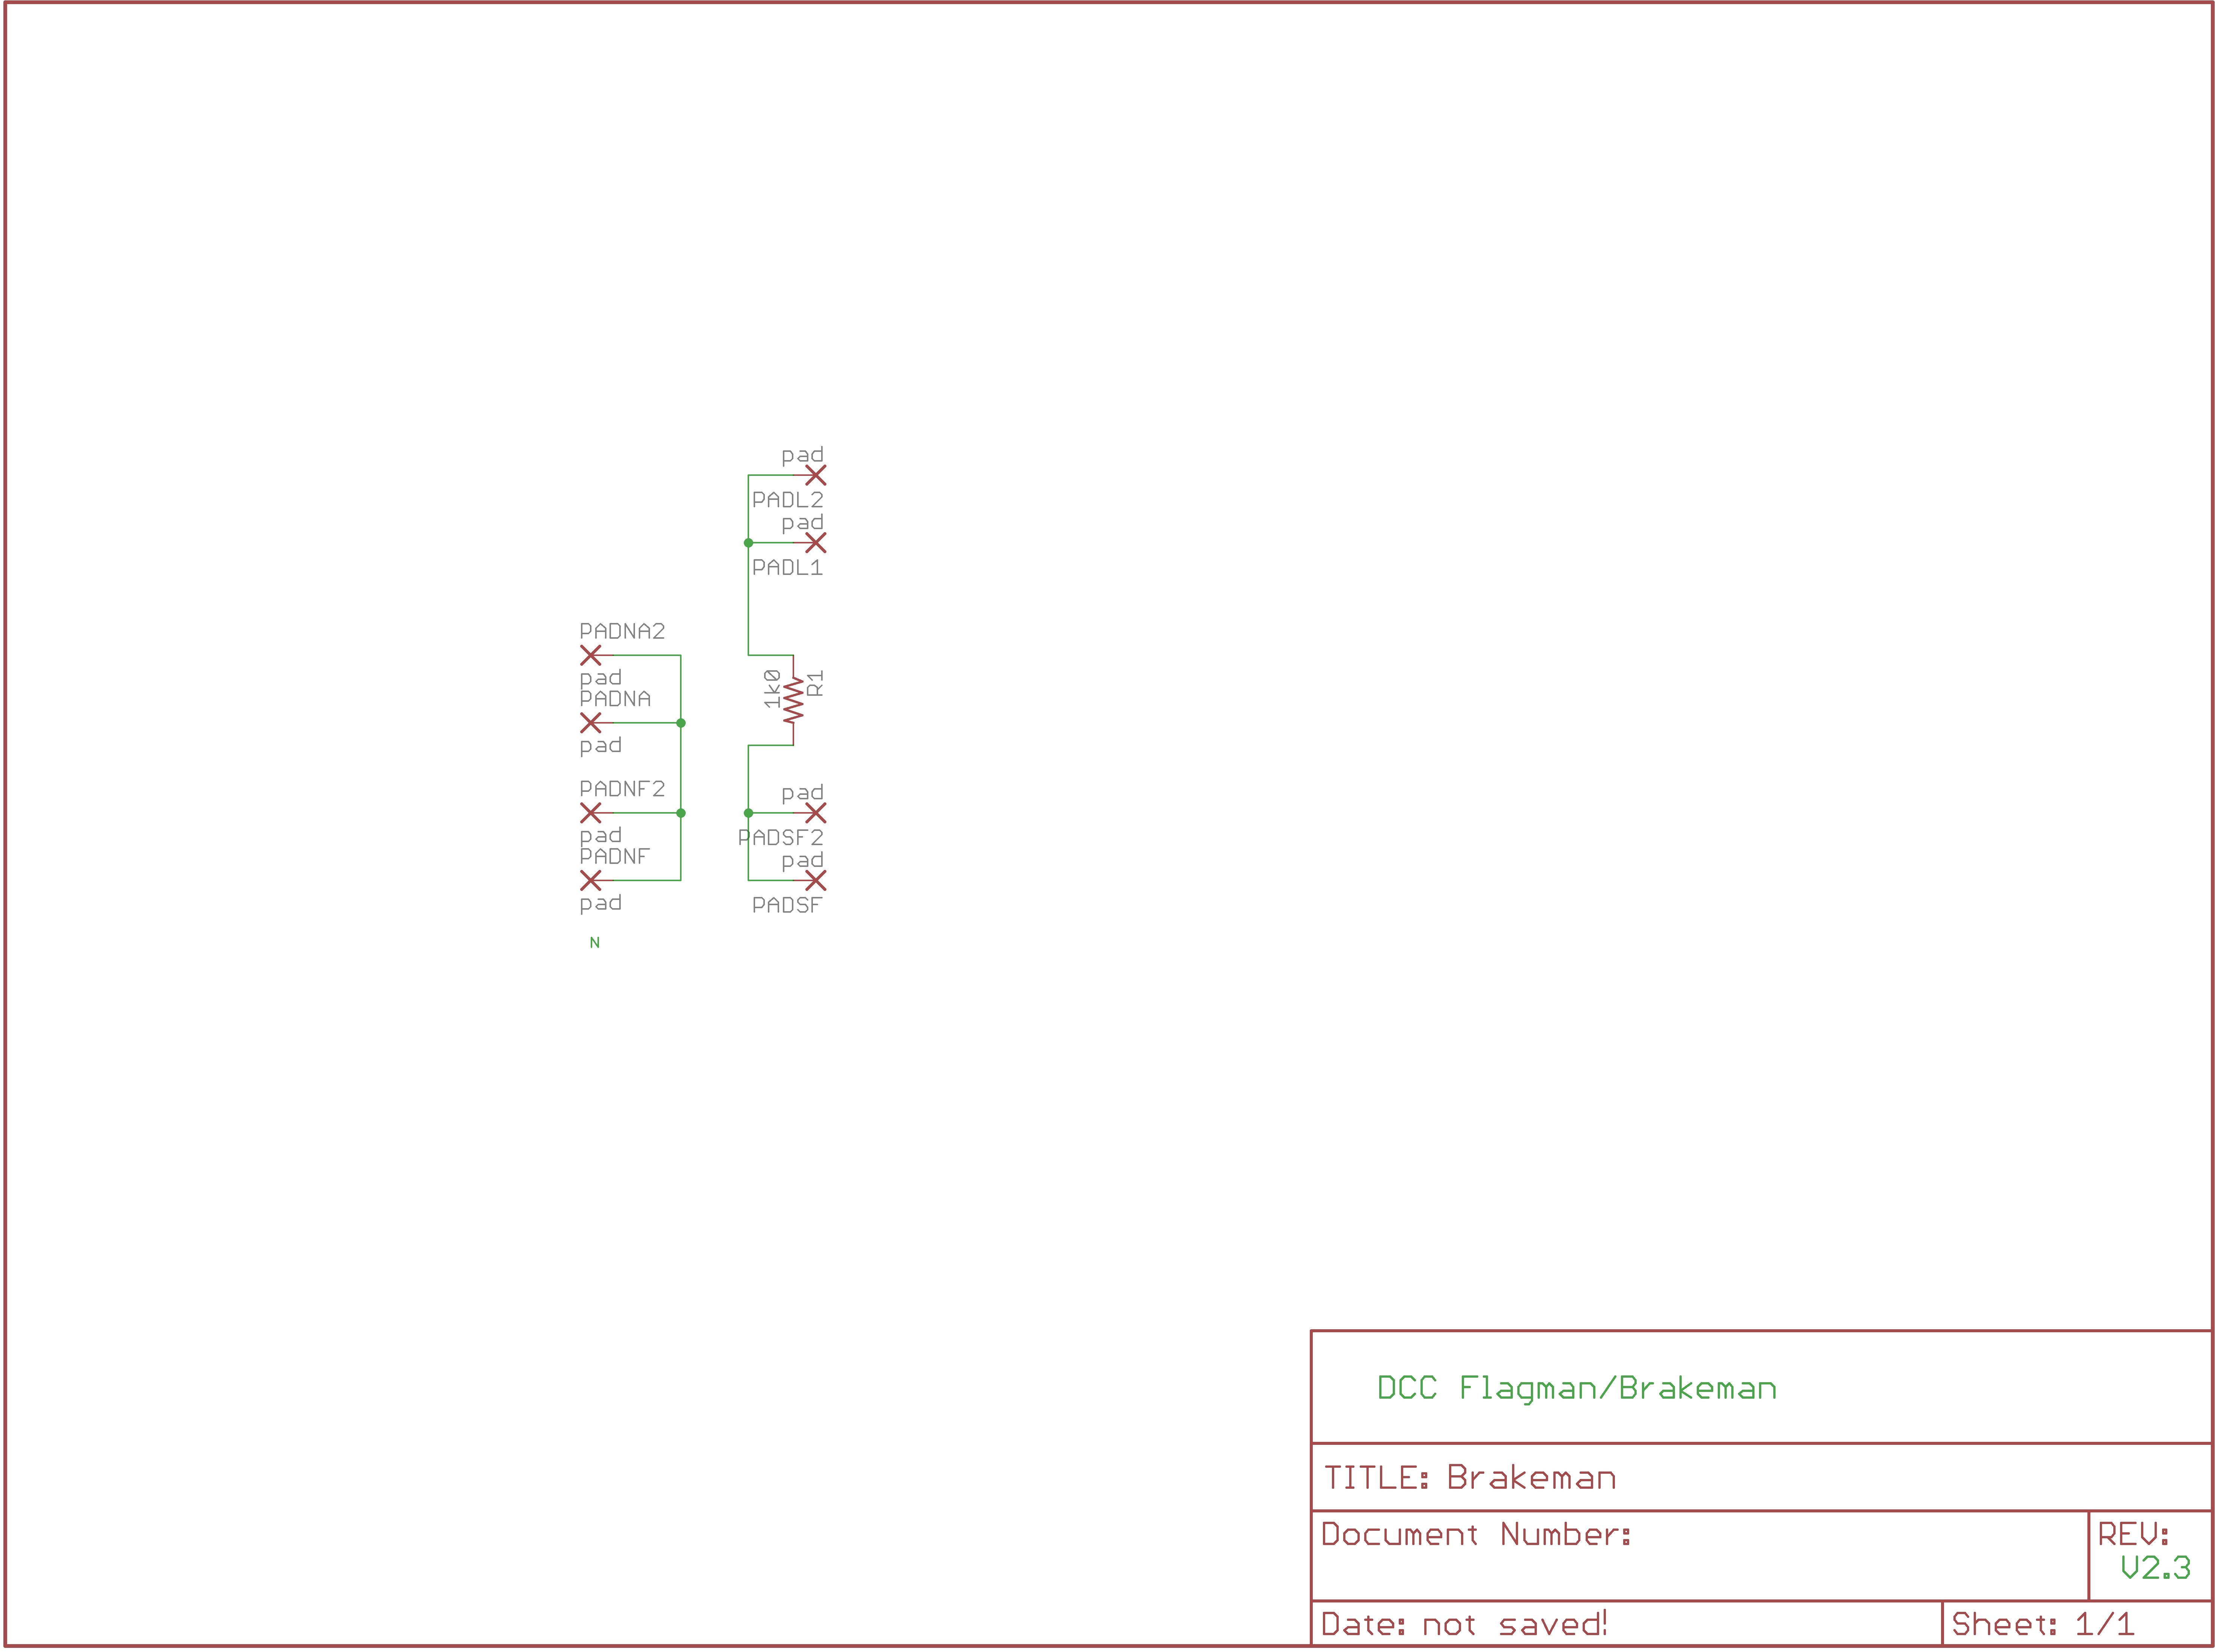 pad
PADL2
pad
PADL1
PADNA2
pad
PADNA
pad
1k0
R1
PADNF2
pad
PADNF
pad
pad
PADSF2
pad
PADSF
N
DCC Flagman/Brakeman
TITLE: Brakeman
Document Number:
REV:
V2.3
Date: not saved!
Sheet: 1/1